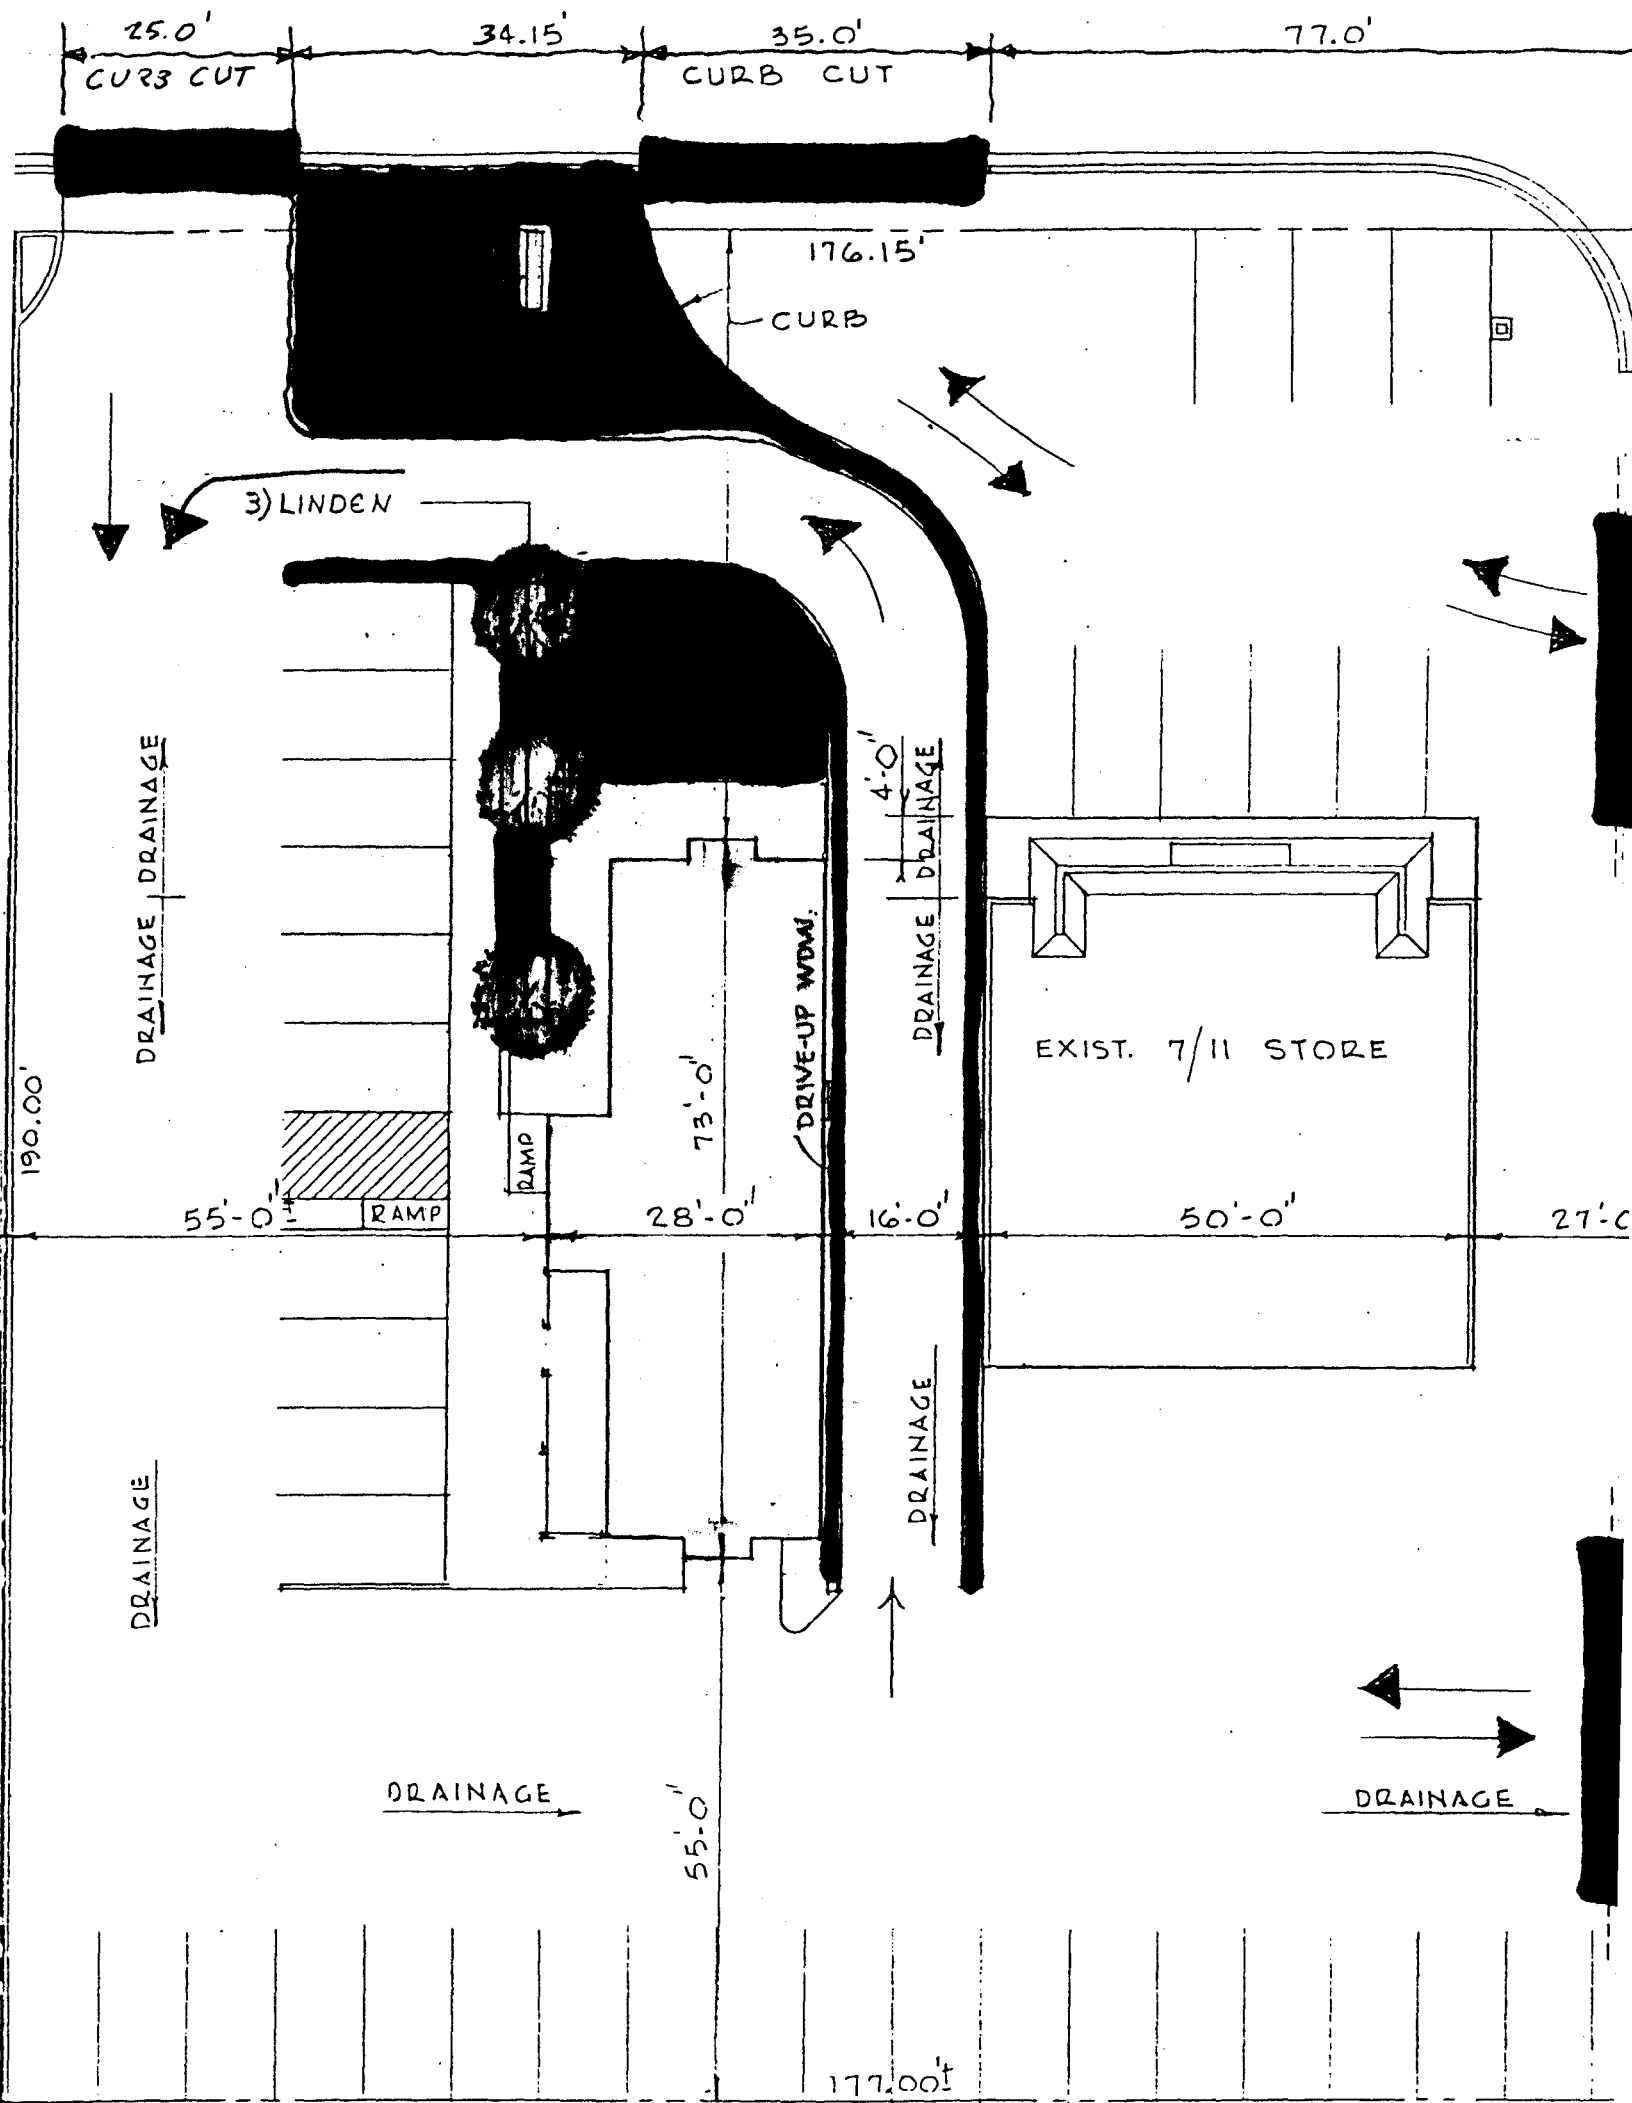 25.0' 34.15' 35.0' 77.0'
CURB CUT CURB CUT
176.15'
CURB
3) LINDEN
4'-0"
DRAINAGE
DRAINAGE
DRAINAGE
DRAINAGE
DRIVE-UP WDW.
EXIST. 7/11 STORE
73'-0"
190.00'
RAMP
RAMP
55'-0"± 28'-0" 16'-0" 50'-0" 27'-0
DRAINAGE
DRAINAGE
DRAINAGE
DRAINAGE
55'-0"
177.00'±